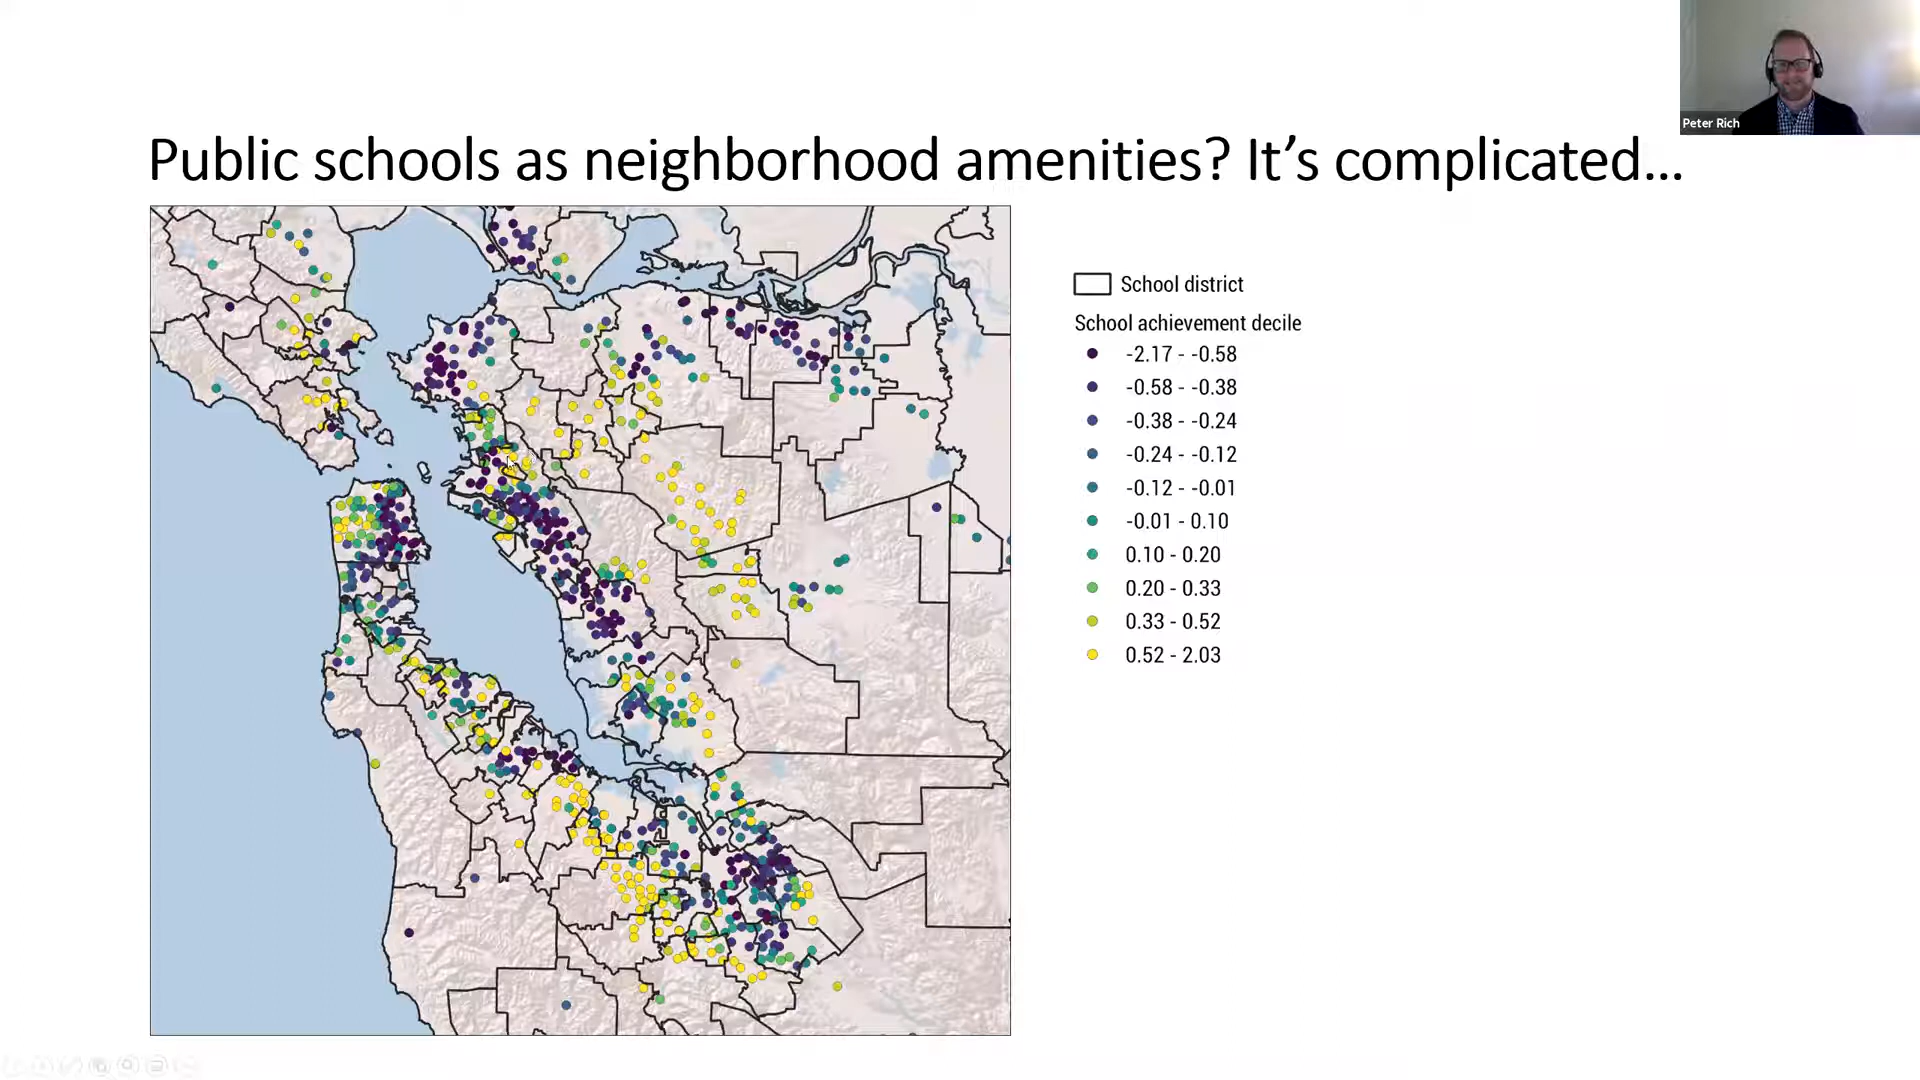 Peter Rich
Public schools as neighborhood amenities? It’s complicated…
School district
School achievement decile
-2.17 - -0.58
-0.58 - -0.38
-0.38 - -0.24
-0.24 - -0.12
-0.12 - -0.01
-0.01 - 0.10
0.10 - 0.20
0.20 - 0.33
0.33 - 0.52
0.52 - 2.03